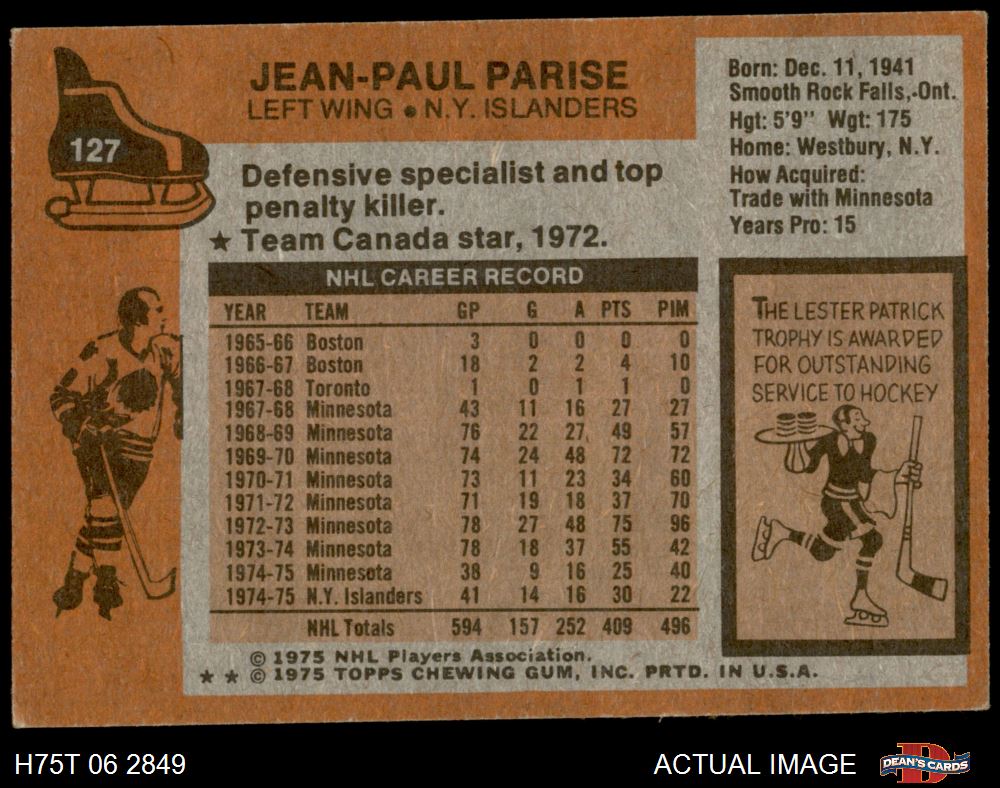 127
JEAN-PAUL PARISE
LEFT WING • N.Y. ISLANDERS
Born: Dec. 11, 1941
Smooth Rock Falls, Ont.
Hgt: 5'9" Wgt: 175
Home: Westbury, N.Y.
How Acquired:
Trade with Minnesota
Years Pro: 15
Defensive specialist and top
penalty killer.
★ Team Canada star, 1972.
NHL CAREER RECORD
YEAR TEAM GP G A PTS PIM
1965-66 Boston 3 0 0 0 0
1966-67 Boston 18 2 2 4 10
1967-68 Toronto 1 0 1 1 0
1967-68 Minnesota 43 11 16 27 27
1968-69 Minnesota 76 22 27 49 57
1969-70 Minnesota 74 24 48 72 72
1970-71 Minnesota 73 11 23 34 60
1971-72 Minnesota 71 19 18 37 70
1972-73 Minnesota 78 27 48 75 96
1973-74 Minnesota 78 18 37 55 42
1974-75 Minnesota 38 9 16 25 40
1974-75 N.Y. Islanders 41 14 16 30 22
NHL Totals 594 157 252 409 496
THE LESTER PATRICK
TROPHY IS AWARDED
FOR OUTSTANDING
SERVICE TO HOCKEY
© 1975 NHL Players Association.
★ ★ © 1975 TOPPS CHEWING GUM, INC. PRTD. IN U.S.A.
H75T 06 2849
ACTUAL IMAGE
DEAN'S CARDS